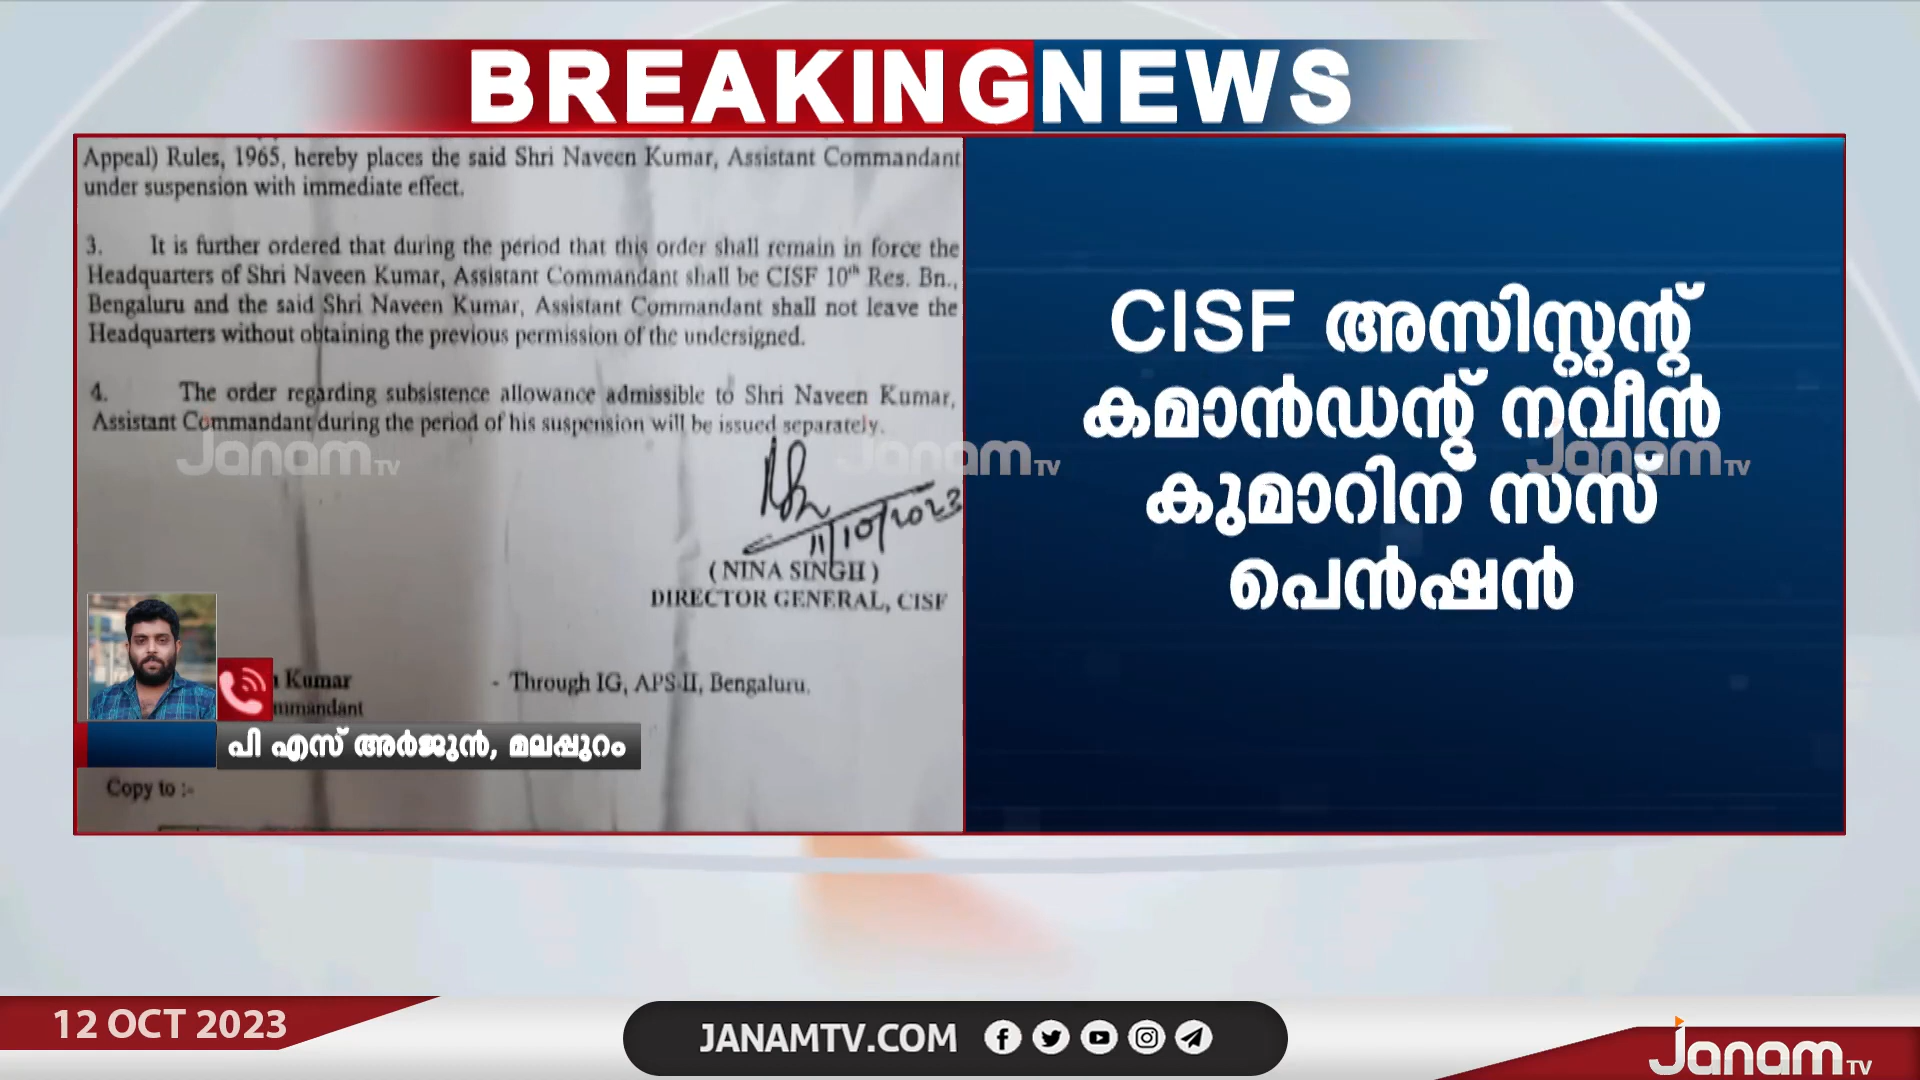 BREAKINGNEWS
Appeal) Rules, 1965, hereby places the said Shri Naveen Kumar, Assistant Commandant
under suspension with immediate effect.
3. It is further ordered that during the period that this order shall remain in force the
Headquarters of Shri Naveen Kumar, Assistant Commandant shall be CISF 10th Res. Bn.,
Bengaluru and the said Shri Naveen Kumar, Assistant Commandant shall not leave the
Headquarters without obtaining the previous permission of the undersigned.
4. The order regarding subsistence allowance admissible to Shri Naveen Kumar,
Assistant Commandant during the period of his suspension will be issued separately.
11/10/2023
(NINA SINGH)
DIRECTOR GENERAL, CISF
Kumar - Through IG, APS-II, Bengaluru.
mmandant
Copy to :-
പി എസ് അർജുൻ, മലപ്പുറം
CISF അസിസ്റ്റന്റ്
കമാൻഡന്റ് നവീൻ
കുമാറിന് സസ്
പെൻഷൻ
Janam TV
Janam TV
Janam TV
12 OCT 2023
JANAMTV.COM
Janam TV